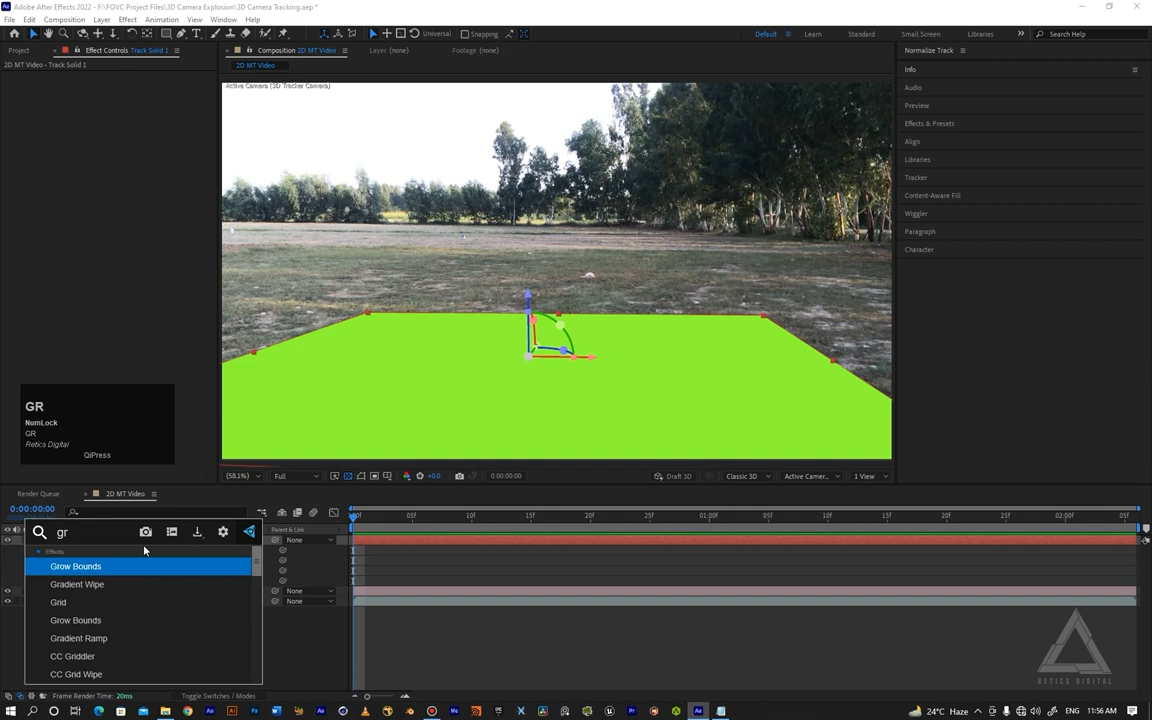 Adobe After Effects 2022 - F:\FOVC Project Files\3D Camera Explosion\3D Camera Tracking.aep *
File Edit Composition Layer Effect Animation View Window Help
Universal Snapping Default Learn Standard Small Screen Libraries Search Help
Project Effect Controls Track Solid 1 Composition 2D MT Video Layer (none) Footage (none) Normalize Track
2D MT Video • Track Solid 1 2D MT Video Info
Active Camera (3D Tracker Camera)
Audio
Preview
Effects & Presets
Align
Libraries
Tracker
Content-Aware Fill
Wiggler
Paragraph
Character
GR
NumLock
GR
Retics Digital
QiPress
(58.1%) Full +0.0 0:00:00:00 Draft 3D Classic 3D Active Camer... 1 View
Render Queue 2D MT Video
0:00:00:00
05f 10f 15f 20f 01:00f 05f 10f 15f 20f 02:00f 05f
gr Parent & Link
None
Effects
Grow Bounds
Gradient Wipe None
Grid None
Grow Bounds
Gradient Ramp
CC Griddler
CC Grid Wipe
RETICS DIGITAL
Frame Render Time: 20ms Toggle Switches / Modes
24°C Haze ENG 11:56 AM